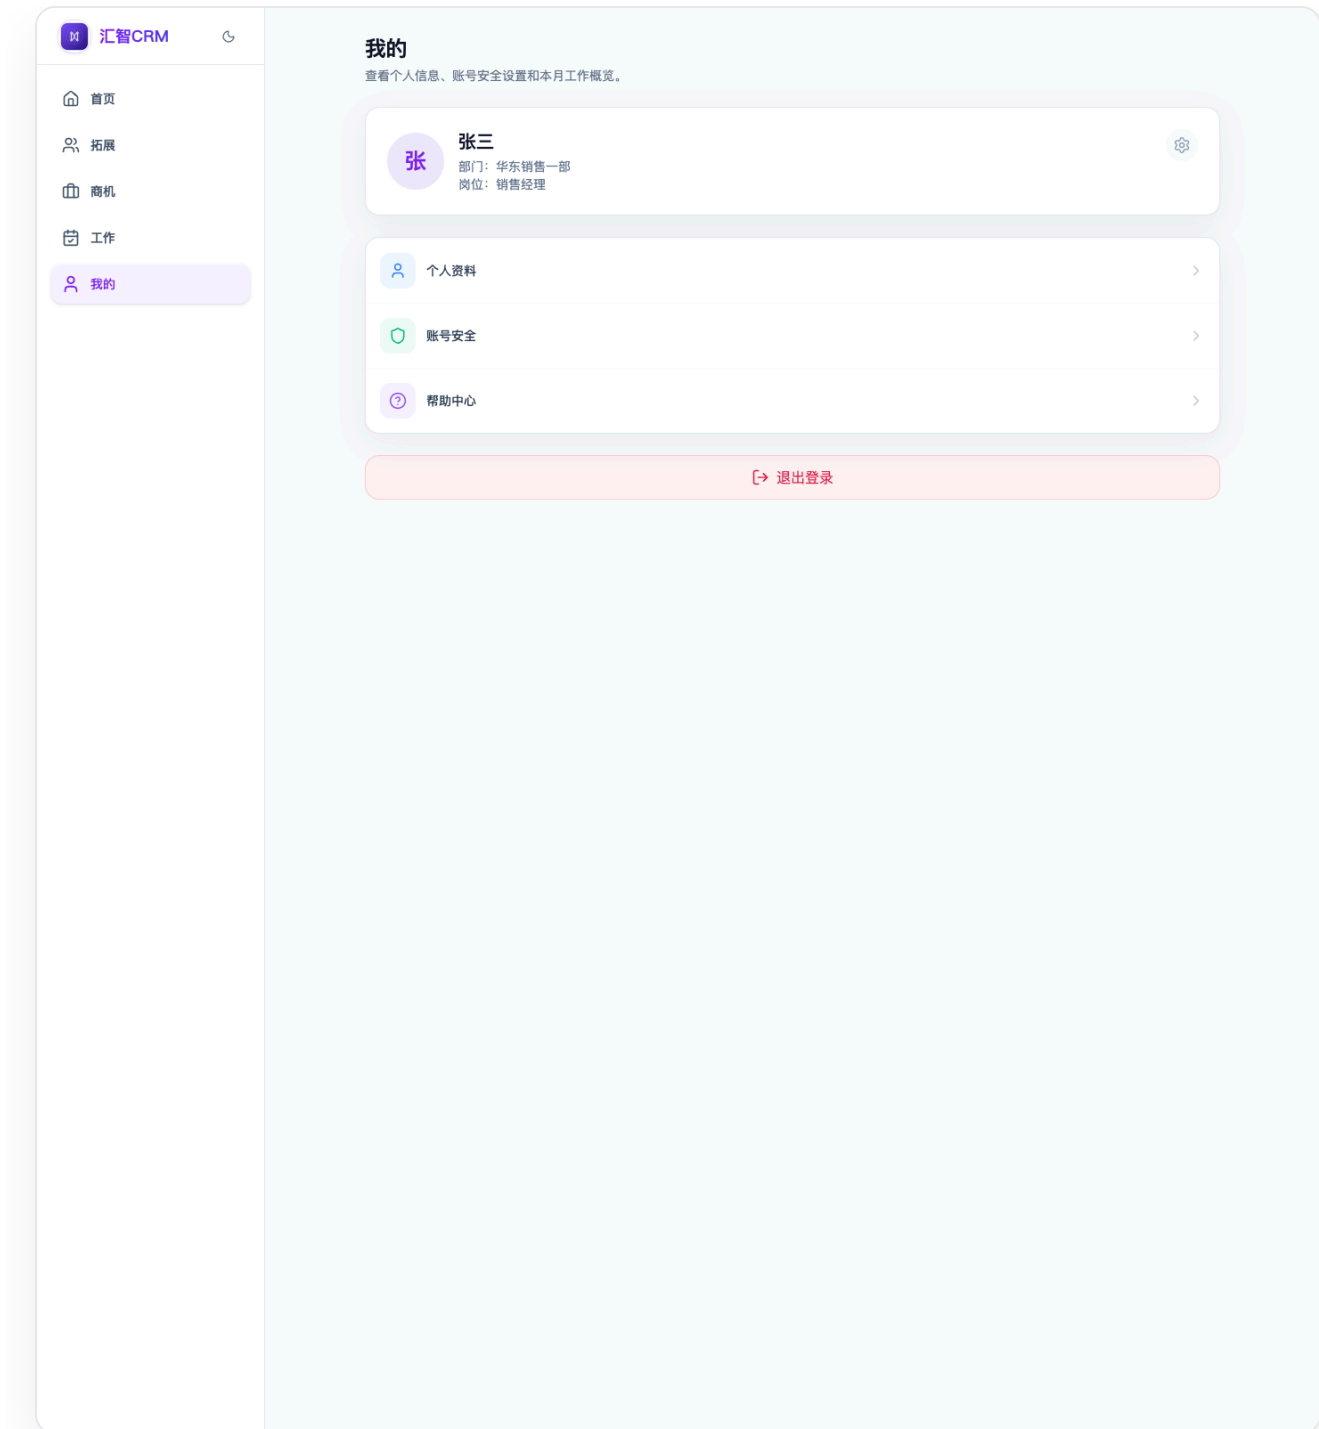 汇智CRM
首页
拓展
商机
工作
我的
我的
查看个人信息、账号安全设置和本月工作概览。
张
张三
部门：华东销售一部
岗位：销售经理
个人资料
账号安全
帮助中心
退出登录